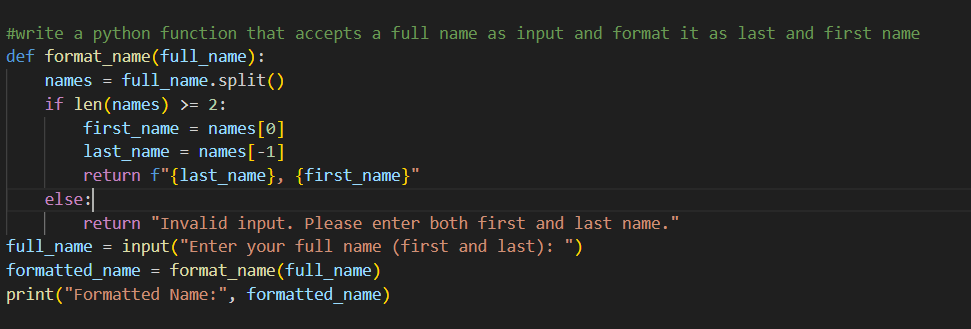 #write a python function that accepts a full name as input and format it as last and first name
def format_name(full_name):
    names = full_name.split()
    if len(names) >= 2:
        first_name = names[0]
        last_name = names[-1]
        return f"{last_name}, {first_name}"
    else:
        return "Invalid input. Please enter both first and last name."
full_name = input("Enter your full name (first and last): ")
formatted_name = format_name(full_name)
print("Formatted Name:", formatted_name)